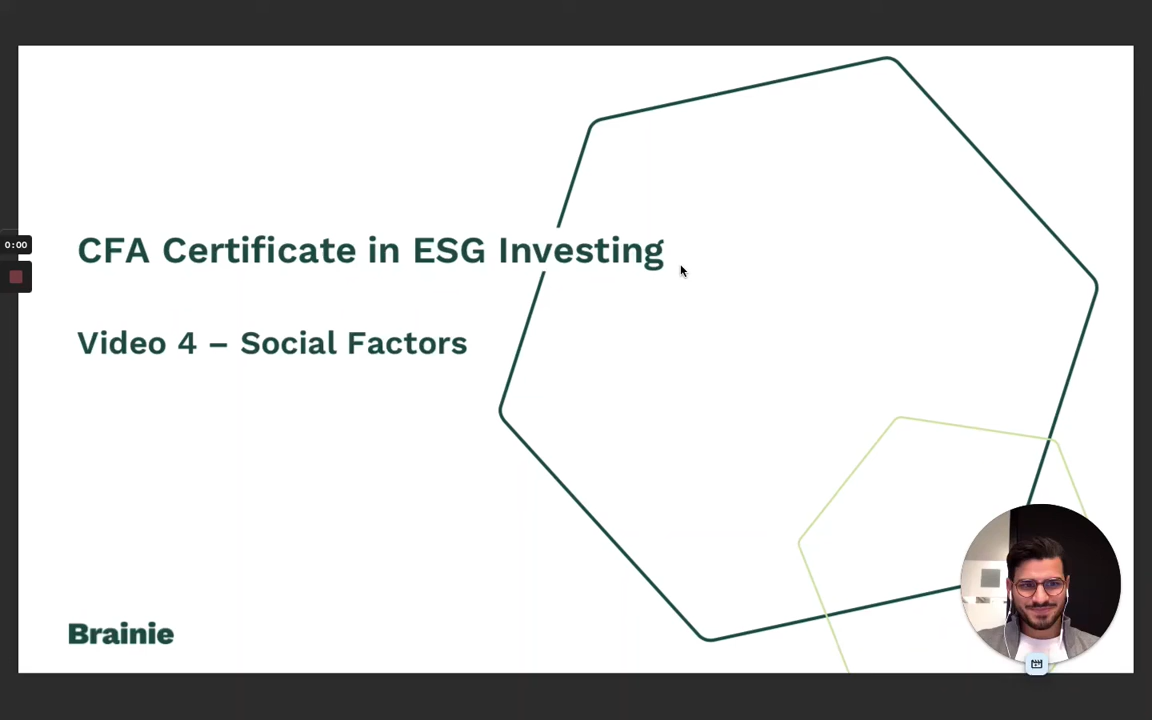 CFA Certificate in ESG Investing
0:00
Video 4 – Social Factors
Brainie